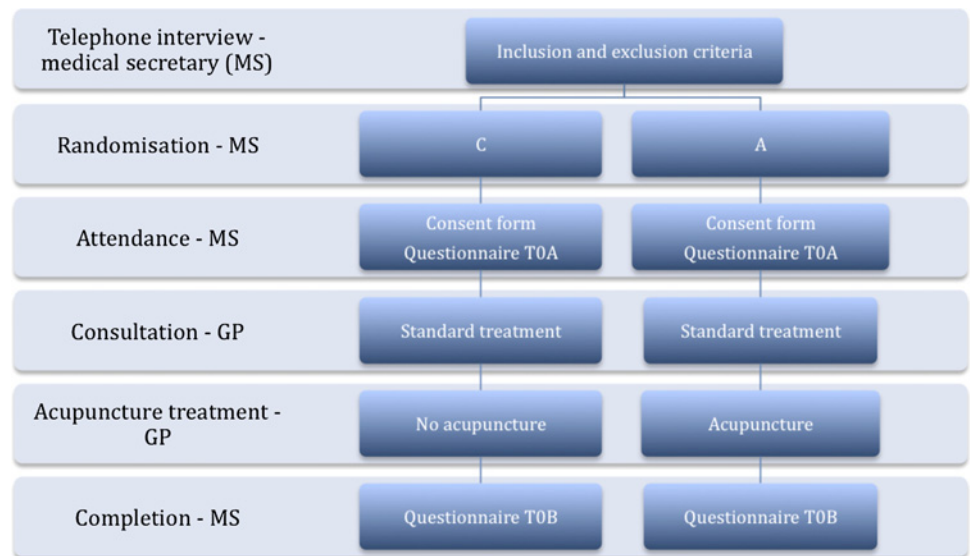 Telephone interview -
medical secretary (MS)
Inclusion and exclusion criteria
Randomisation - MS
C
A
Attendance - MS
Consent form
Questionnaire T0A
Consent form
Questionnaire T0A
Consultation - GP
Standard treatment
Standard treatment
Acupuncture treatment -
GP
No acupuncture
Acupuncture
Completion - MS
Questionnaire T0B
Questionnaire T0B